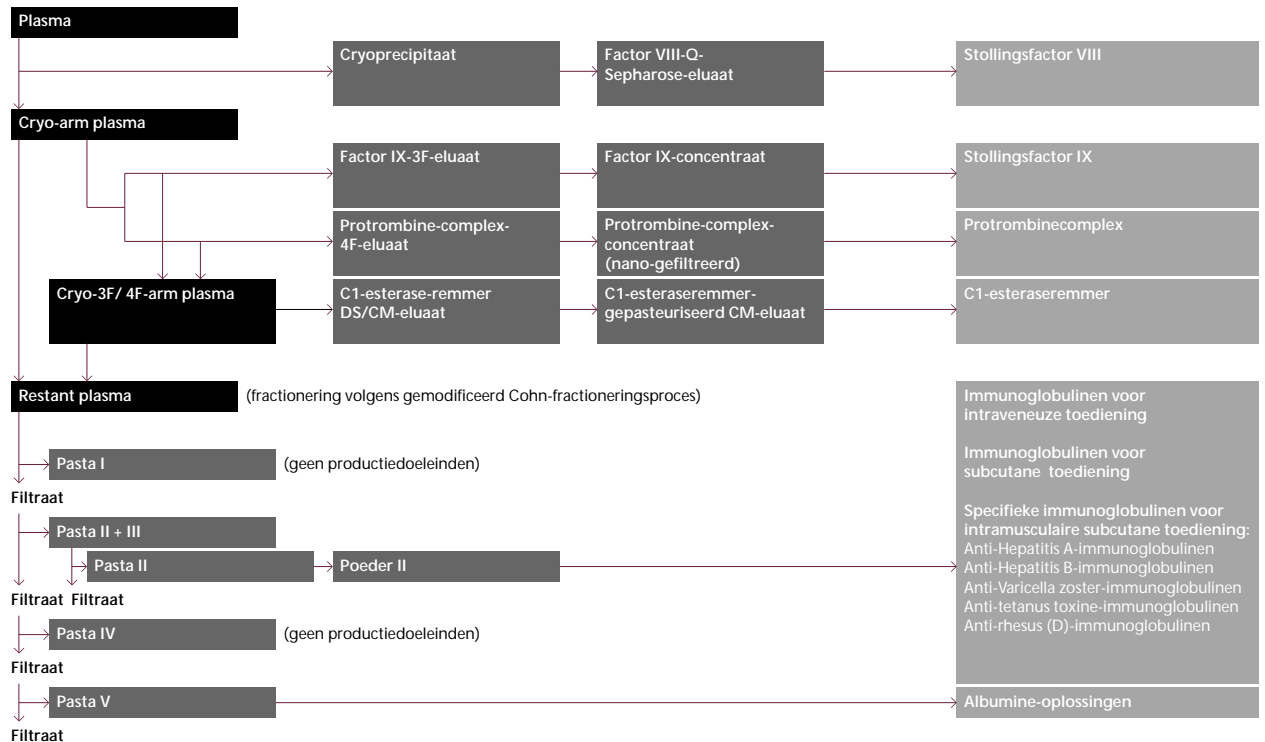 Plasma
Cryoprecipitaat
Factor VIII-Q-
Sepharose-eluaat
Stollingsfactor VIII
Cryo-arm plasma
Factor IX-3F-eluaat
Factor IX-concentraat
Stollingsfactor IX
Protrombine-complex-
4F-eluaat
Protrombine-complex-
concentraat
(nano-gefiltreerd)
Protrombinecomplex
Cryo-3F/ 4F-arm plasma
C1-esterase-remmer
DS/CM-eluaat
C1-esteraseremmer-
gepasteuriseerd CM-eluaat
C1-esteraseremmer
Restant plasma
(fractionering volgens gemodificeerd Cohn-fractioneringsproces)
Immunoglobulinen voor
intraveneuze toediening
Immunoglobulinen voor
subcutane toediening
Specifieke immunoglobulinen voor
intramusculaire subcutane toediening:
Anti-Hepatitis A-immunoglobulinen
Anti-Hepatitis B-immunoglobulinen
Anti-Varicella zoster-immunoglobulinen
Anti-tetanus toxine-immunoglobulinen
Anti-rhesus (D)-immunoglobulinen
Pasta I
(geen productiedoeleinden)
Filtraat
Pasta II + III
Pasta II
Poeder II
Filtraat Filtraat
Pasta IV
(geen productiedoeleinden)
Filtraat
Pasta V
Albumine-oplossingen
Filtraat